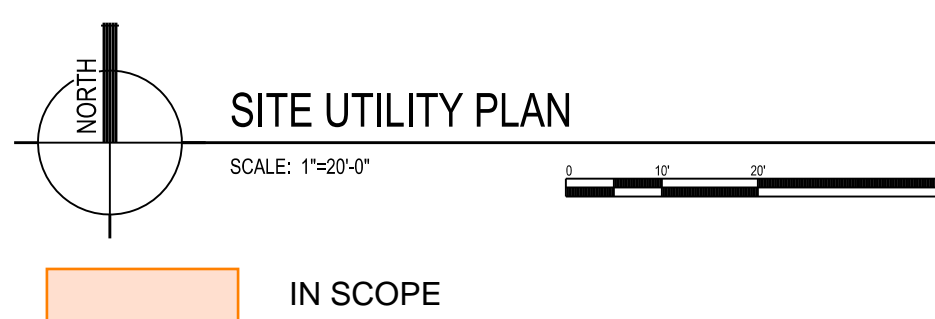 NORTH
SITE UTILITY PLAN
SCALE: 1"=20'-0"
0 10' 20'
IN SCOPE